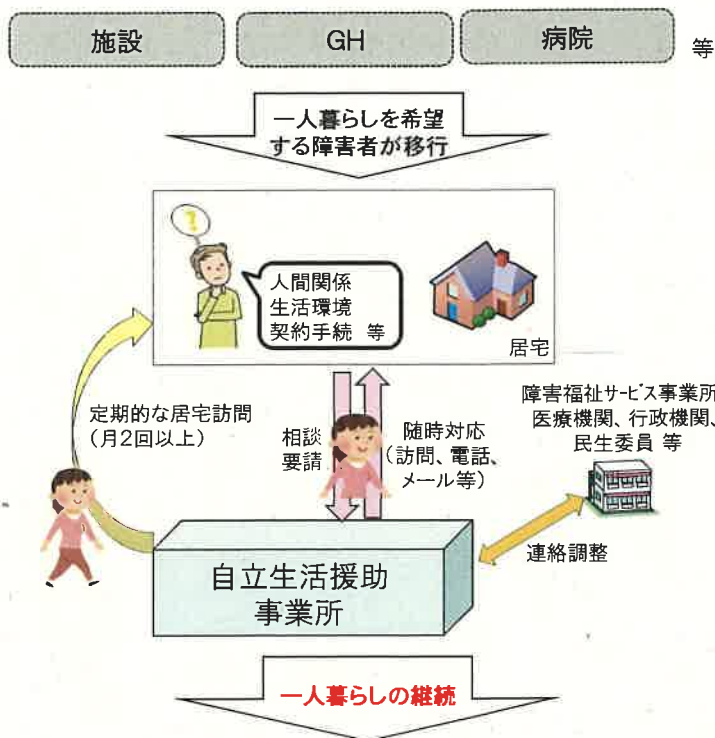 施設
GH
病院
等
一人暮らしを希望
する障害者が移行
?
人間関係
生活環境
契約手続 等
居宅
定期的な居宅訪問
(月2回以上)
相談
要請
随時対応
(訪問、電話、
メール等)
障害福祉サービス事業所
医療機関、行政機関、
民生委員 等
連絡調整
自立生活援助
事業所
一人暮らしの継続